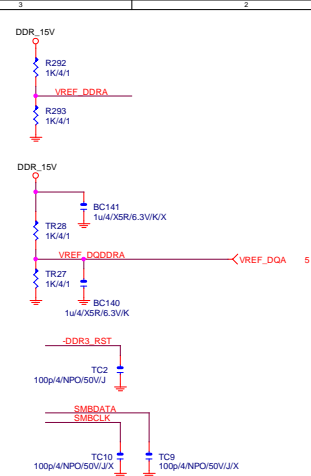 3 2
DDR_15V
R292
1K/4/1
VREF_DDRA
R293
1K/4/1
DDR_15V
BC141
1u/4/X5R/6.3V/K/X
TR28
1K/4/1
VREF_DQDDRA
VREF_DQA 5
TR27
1K/4/1
BC140
1u/4/X5R/6.3V/K
-DDR3_RST
TC2
100p/4/NPO/50V/J
SMBDATA
SMBCLK
TC10 TC9
100p/4/NPO/50V/J/X 100p/4/NPO/50V/J/X